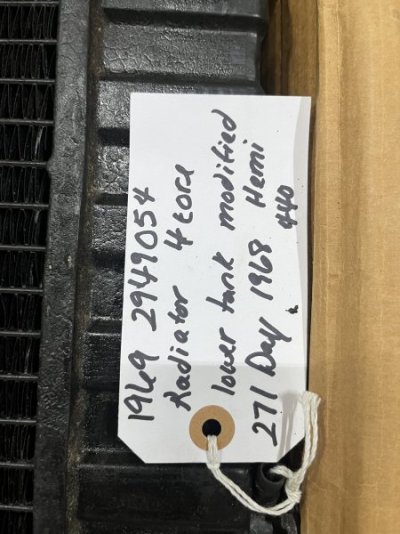 1969 2949054
Radiator 4 core
lower tank modified
271 Day 1968 Hemi
440